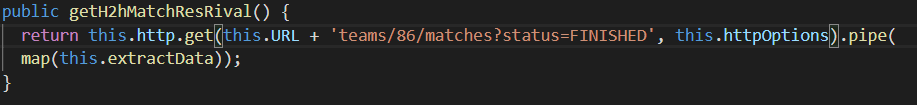 public getH2hMatchResRival() {
return this.http.get(this.URL + 'teams/86/matches?status=FINISHED', this.httpOptions).pipe(
map(this.extractData));
}